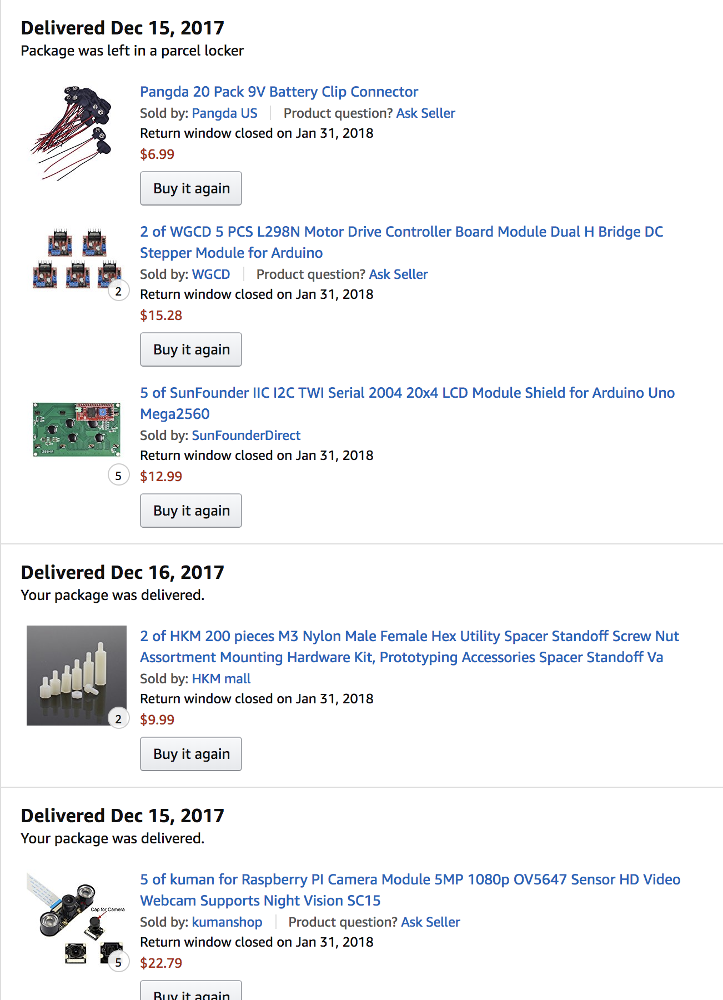 Delivered Dec 15, 2017
Package was left in a parcel locker
Pangda 20 Pack 9V Battery Clip Connector
Sold by: Pangda US | Product question? Ask Seller
Return window closed on Jan 31, 2018
$6.99
Buy it again
2 of WGCD 5 PCS L298N Motor Drive Controller Board Module Dual H Bridge DC
Stepper Module for Arduino
Sold by: WGCD | Product question? Ask Seller
2
Return window closed on Jan 31, 2018
$15.28
Buy it again
5 of SunFounder IIC I2C TWI Serial 2004 20x4 LCD Module Shield for Arduino Uno
Mega2560
Sold by: SunFounderDirect
2004A
Return window closed on Jan 31, 2018
5
$12.99
Buy it again
Delivered Dec 16, 2017
Your package was delivered.
2 of HKM 200 pieces M3 Nylon Male Female Hex Utility Spacer Standoff Screw Nut
Assortment Mounting Hardware Kit, Prototyping Accessories Spacer Standoff Va
Sold by: HKM mall
Return window closed on Jan 31, 2018
2
$9.99
Buy it again
Delivered Dec 15, 2017
Your package was delivered.
5 of kuman for Raspberry PI Camera Module 5MP 1080p OV5647 Sensor HD Video
Webcam Supports Night Vision SC15
Cap for Camera
Sold by: kumanshop | Product question? Ask Seller
Return window closed on Jan 31, 2018
5
$22.79
Buy it again